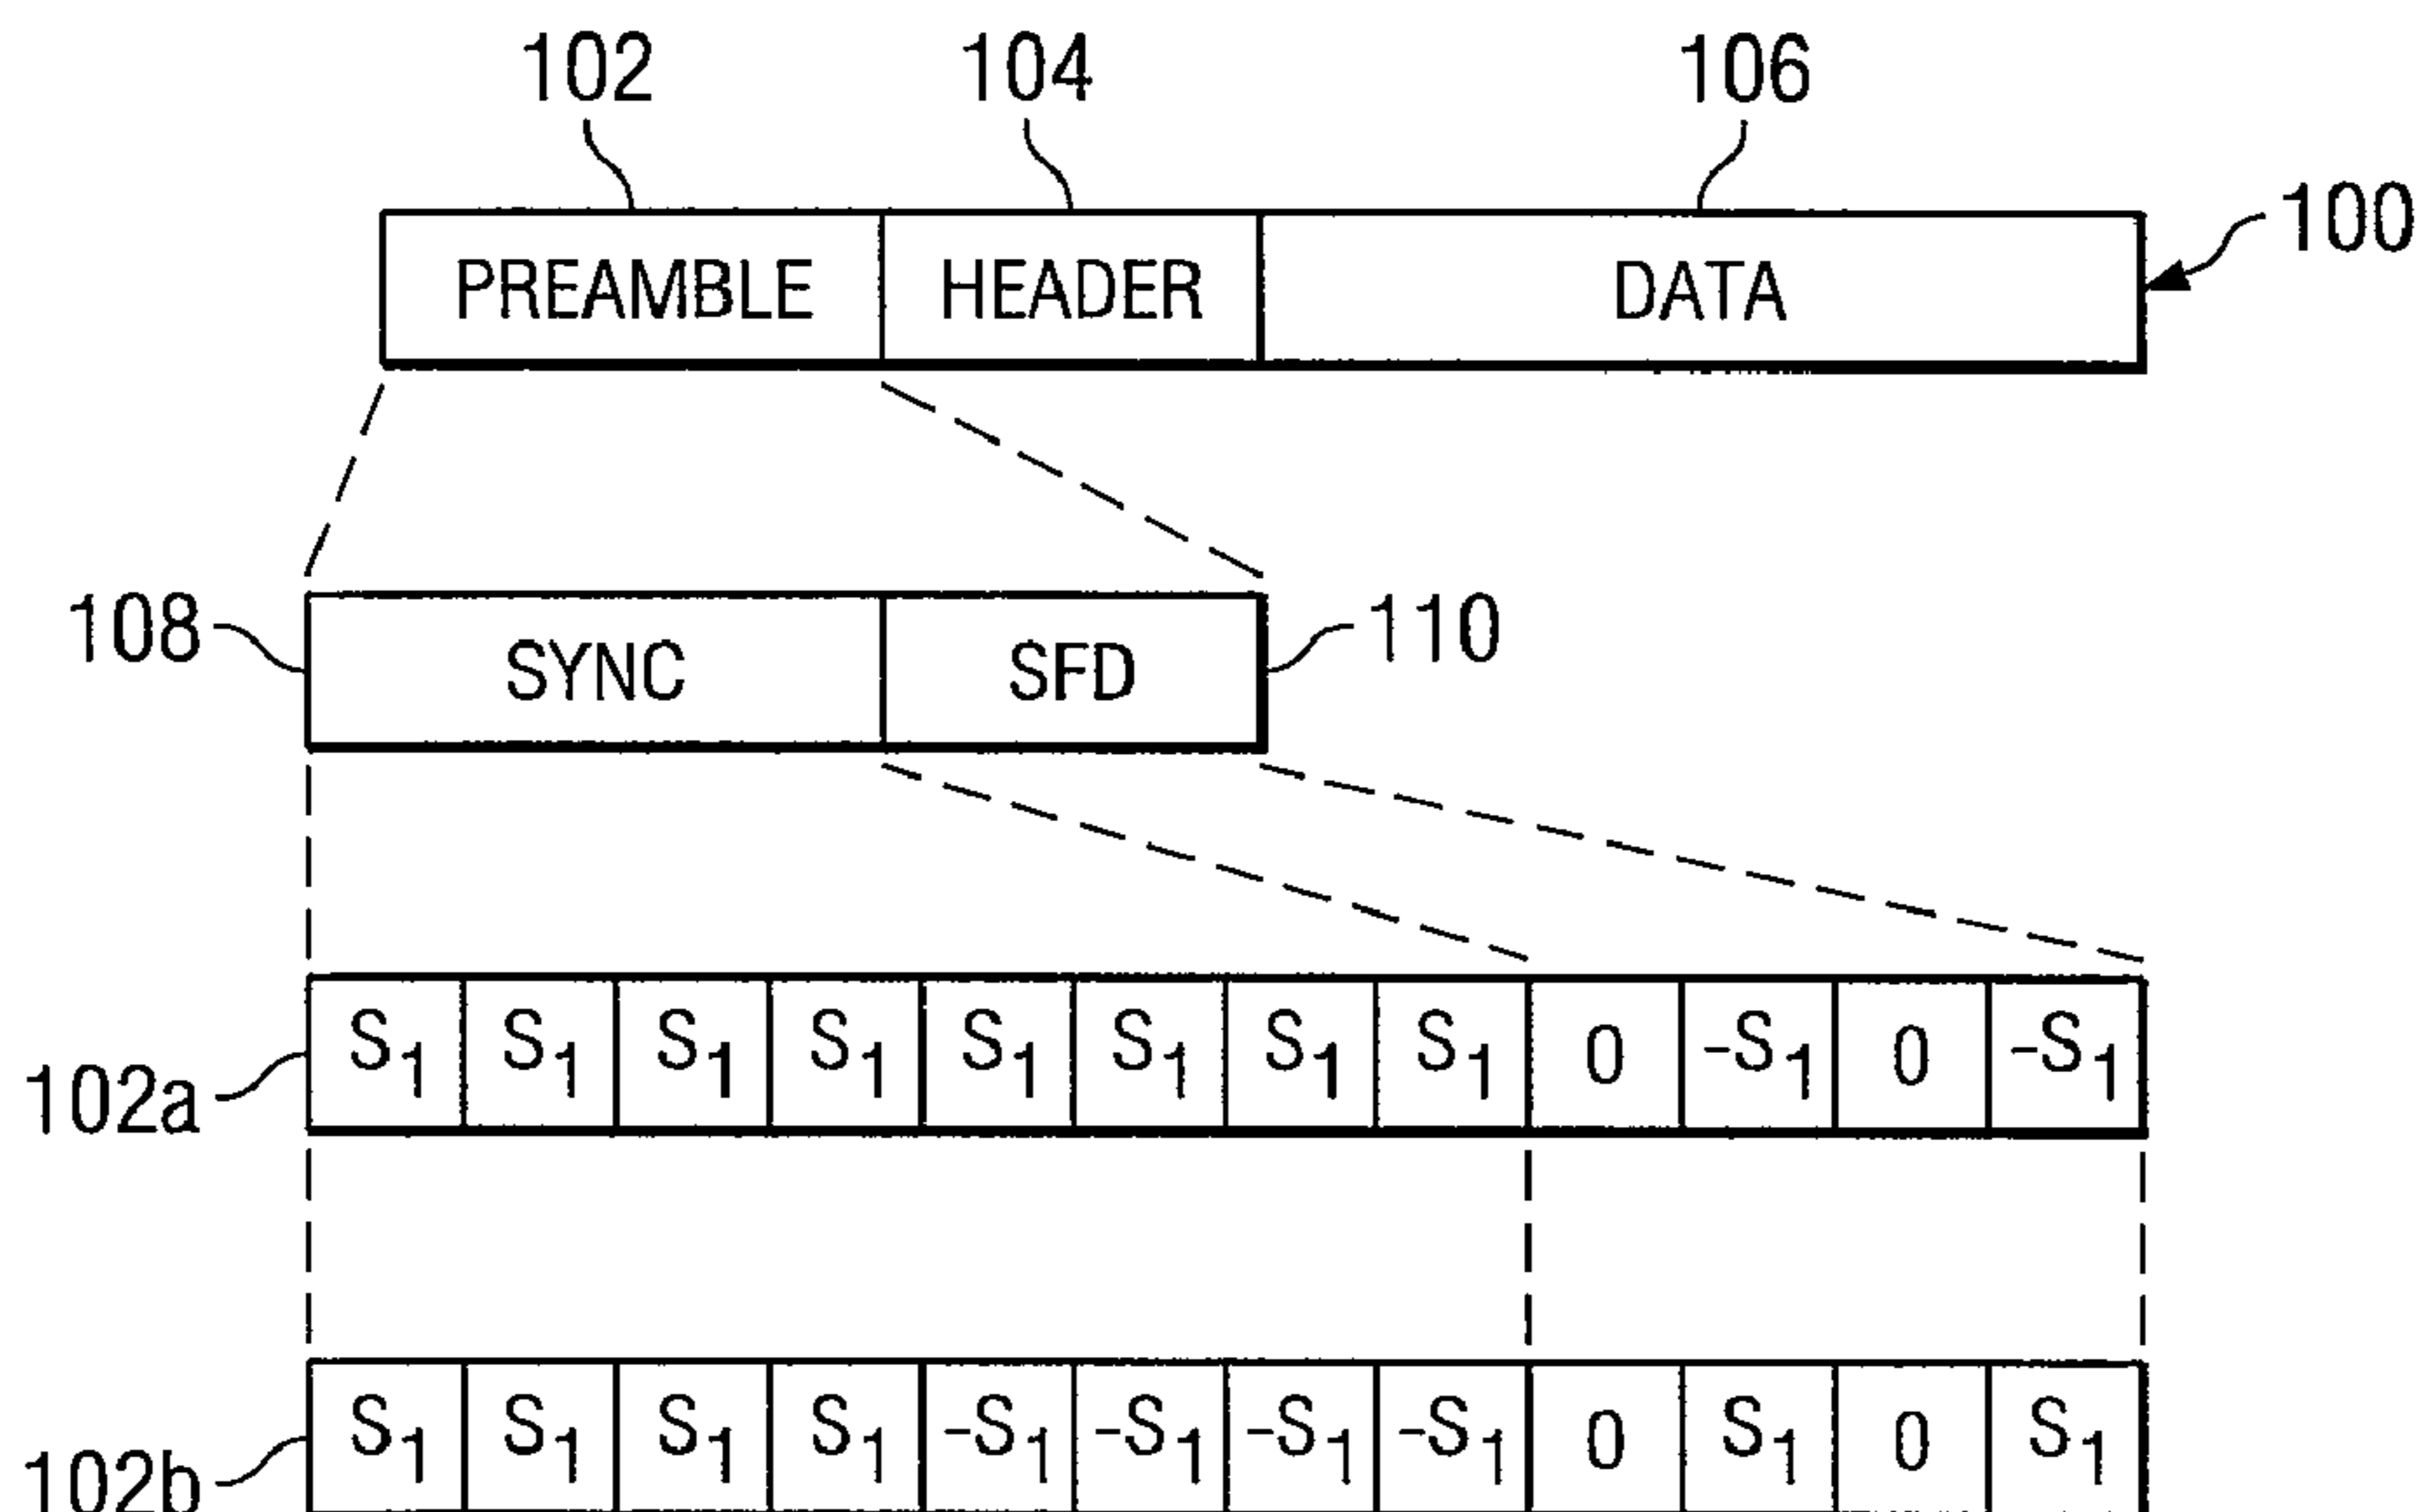 102 104 106
100
PREAMBLE HEADER DATA
108 SYNC SFD 110
S1 S1 S1 S1 S1 S1 S1 S1 0 -S1 0 -S1
102a
S1 S1 S1 S1 -S1 -S1 -S1 -S1 0 S1 0 S1
102b